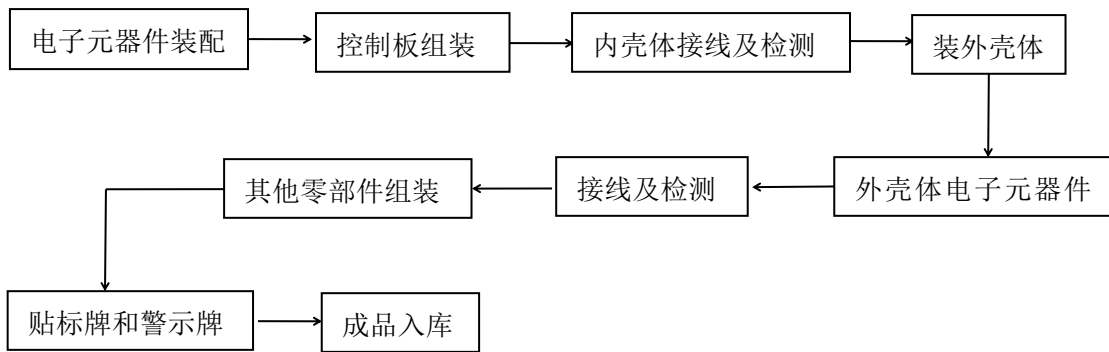 电子元器件装配
控制板组装
内壳体接线及检测
装外壳体
外壳体电子元器件
接线及检测
其他零部件组装
贴标牌和警示牌
成品入库